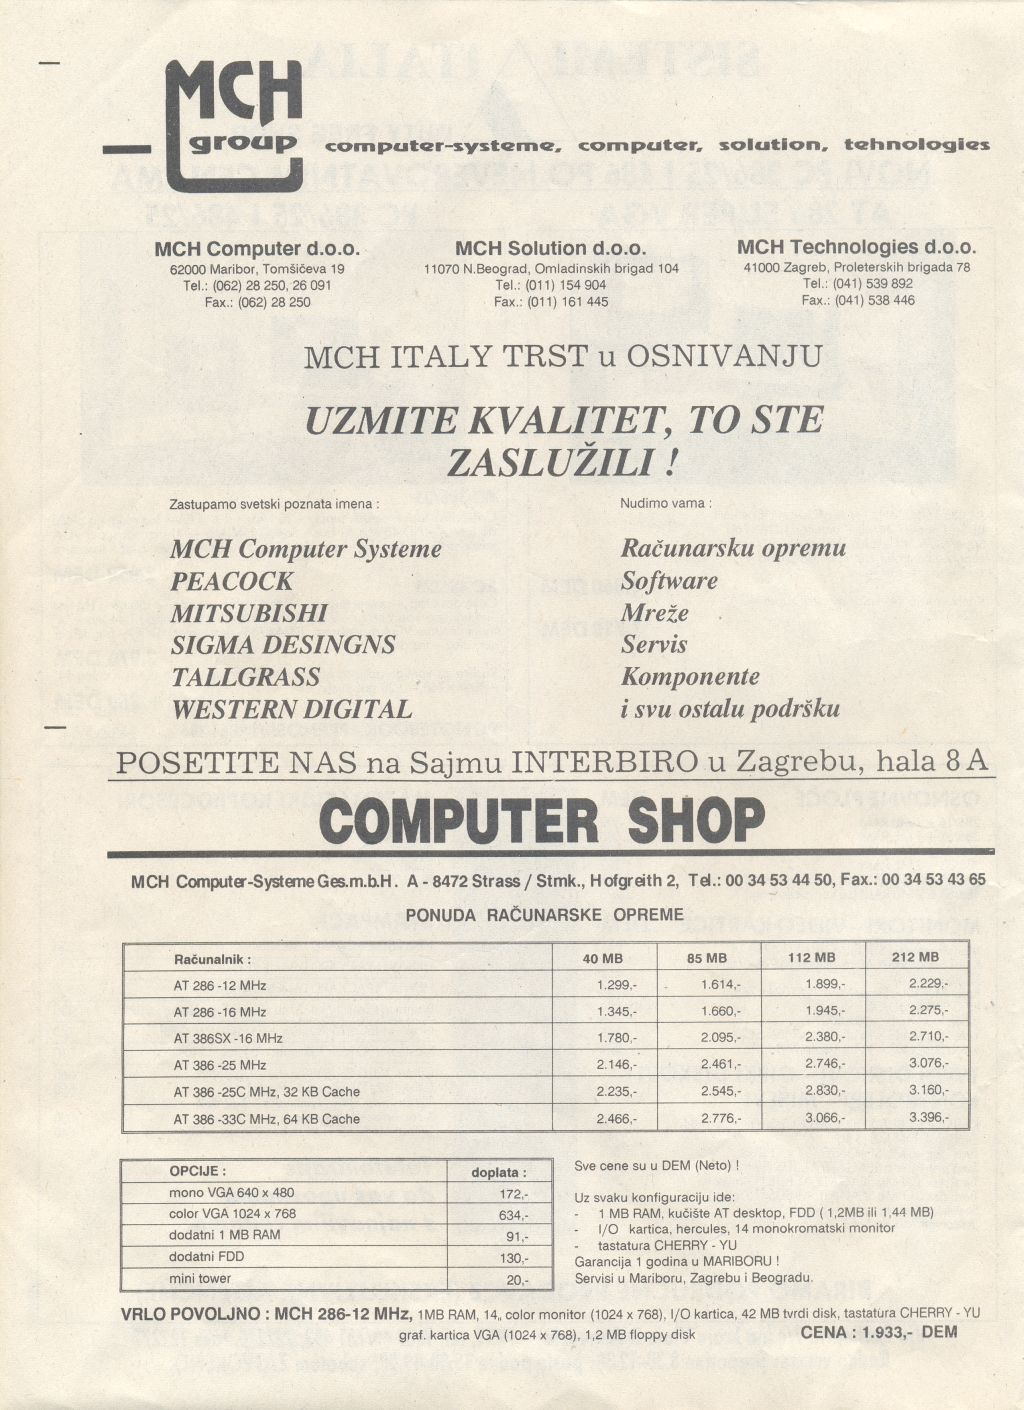 MCH
group
computer-systeme, computer, solution, tehnologies
MCH Computer d.o.o.
62000 Maribor, Tomšičeva 19
Tel.: (062) 28 250, 26 091
Fax.: (062) 28 250
MCH Solution d.o.o.
11070 N.Beograd, Omladinskih brigad 104
Tel.: (011) 154 904
Fax.: (011) 161 445
MCH Technologies d.o.o.
41000 Zagreb, Proleterskih brigada 78
Tel.: (041) 539 892
Fax.: (041) 538 446
MCH ITALY TRST u OSNIVANJU
UZMITE KVALITET, TO STE
ZASLUŽILI !
Zastupamo svetski poznata imena :
MCH Computer Systeme
PEACOCK
MITSUBISHI
SIGMA DESINGNS
TALLGRASS
WESTERN DIGITAL
Nudimo vama :
Računarsku opremu
Software
Mreže
Servis
Komponente
i svu ostalu podršku
POSETITE NAS na Sajmu INTERBIRO u Zagrebu, hala 8 A
COMPUTER SHOP
MCH Computer-Systeme Ges.m.b.H. A - 8472 Strass / Stmk., Hofgreith 2, Tel.: 00 34 53 44 50, Fax.: 00 34 53 43 65
PONUDA RAČUNARSKE OPREME
Računalnik : 40 MB 85 MB 112 MB 212 MB
AT 286 -12 MHz 1.299,- 1.614,- 1.899,- 2.229,-
AT 286 -16 MHz 1.345,- 1.660,- 1.945,- 2.275,-
AT 386SX -16 MHz 1.780,- 2.095,- 2.380,- 2.710,-
AT 386 -25 MHz 2.146,- 2.461,- 2.746,- 3.076,-
AT 386 -25C MHz, 32 KB Cache 2.235,- 2.545,- 2.830,- 3.160,-
AT 386 -33C MHz, 64 KB Cache 2.466,- 2.776,- 3.066,- 3.396,-
OPCIJE : doplata :
mono VGA 640 x 480 172,-
color VGA 1024 x 768 634,-
dodatni 1 MB RAM 91,-
dodatni FDD 130,-
mini tower 20,-
Sve cene su u DEM (Neto) !
Uz svaku konfiguraciju ide:
- 1 MB RAM, kučište AT desktop, FDD ( 1,2MB ili 1,44 MB)
- I/O kartica, hercules, 14 monokromatski monitor
- tastatura CHERRY - YU
Garancija 1 godina u MARIBORU !
Servisi u Mariboru, Zagrebu i Beogradu.
VRLO POVOLJNO : MCH 286-12 MHz, 1MB RAM, 14,, color monitor (1024 x 768), I/O kartica, 42 MB tvrdi disk, tastatura CHERRY - YU
graf. kartica VGA (1024 x 768), 1,2 MB floppy disk CENA : 1.933,- DEM